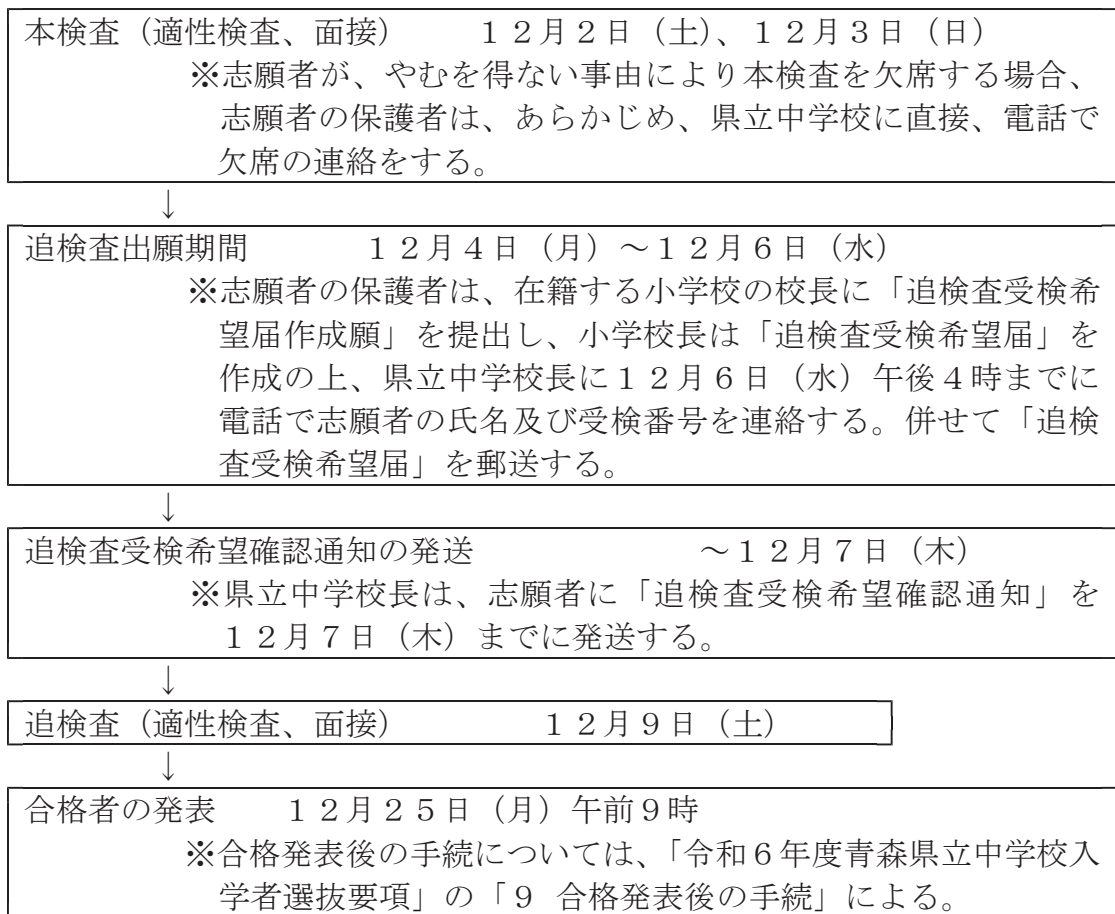 本検査（適性検査、面接）　　１２月２日（土）、１２月３日（日）
※志願者が、やむを得ない事由により本検査を欠席する場合、
志願者の保護者は、あらかじめ、県立中学校に直接、電話で
欠席の連絡をする。
↓
追検査出願期間　　　１２月４日（月）～１２月６日（水）
※志願者の保護者は、在籍する小学校の校長に「追検査受検希
望届作成願」を提出し、小学校長は「追検査受検希望届」を
作成の上、県立中学校長に１２月６日（水）午後４時までに
電話で志願者の氏名及び受検番号を連絡する。併せて「追検
査受検希望届」を郵送する。
↓
追検査受検希望確認通知の発送　　　　　～１２月７日（木）
※県立中学校長は、志願者に「追検査受検希望確認通知」を
１２月７日（木）までに発送する。
↓
追検査（適性検査、面接）　　　　１２月９日（土）
↓
合格者の発表　　１２月２５日（月）午前９時
※合格発表後の手続については、「令和６年度青森県立中学校入
学者選抜要項」の「９ 合格発表後の手続」による。